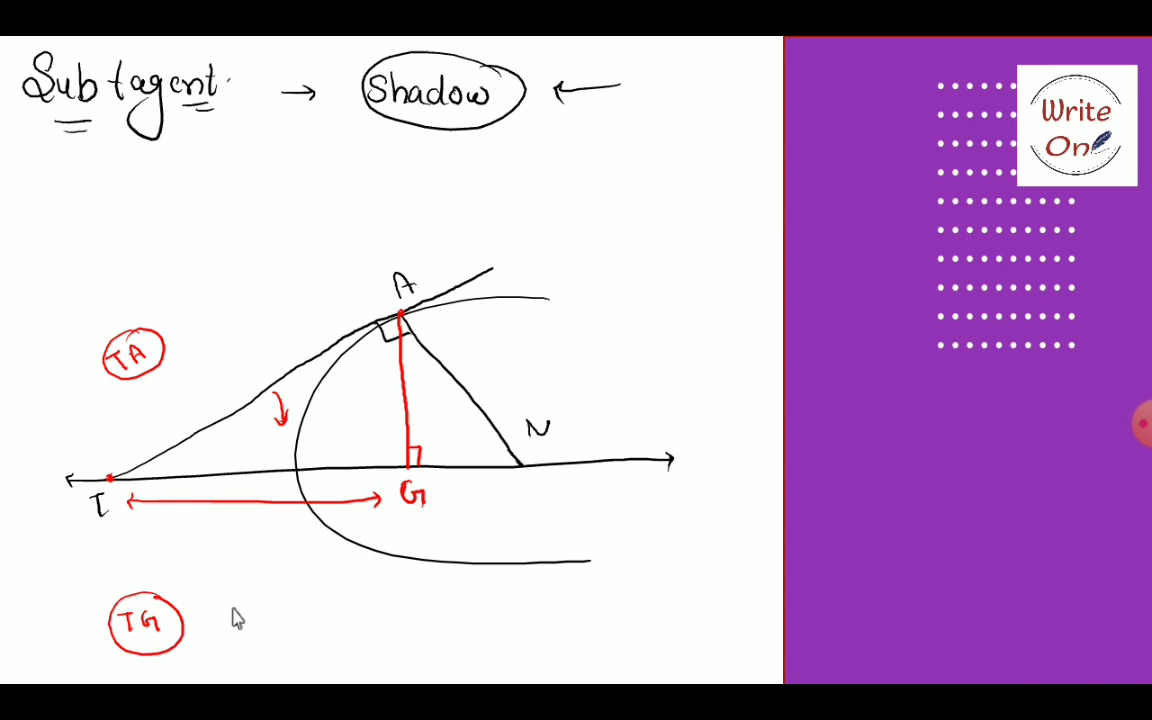 Subtagent → Shadow ←
Write
On
A
TA
N
T
G
TG